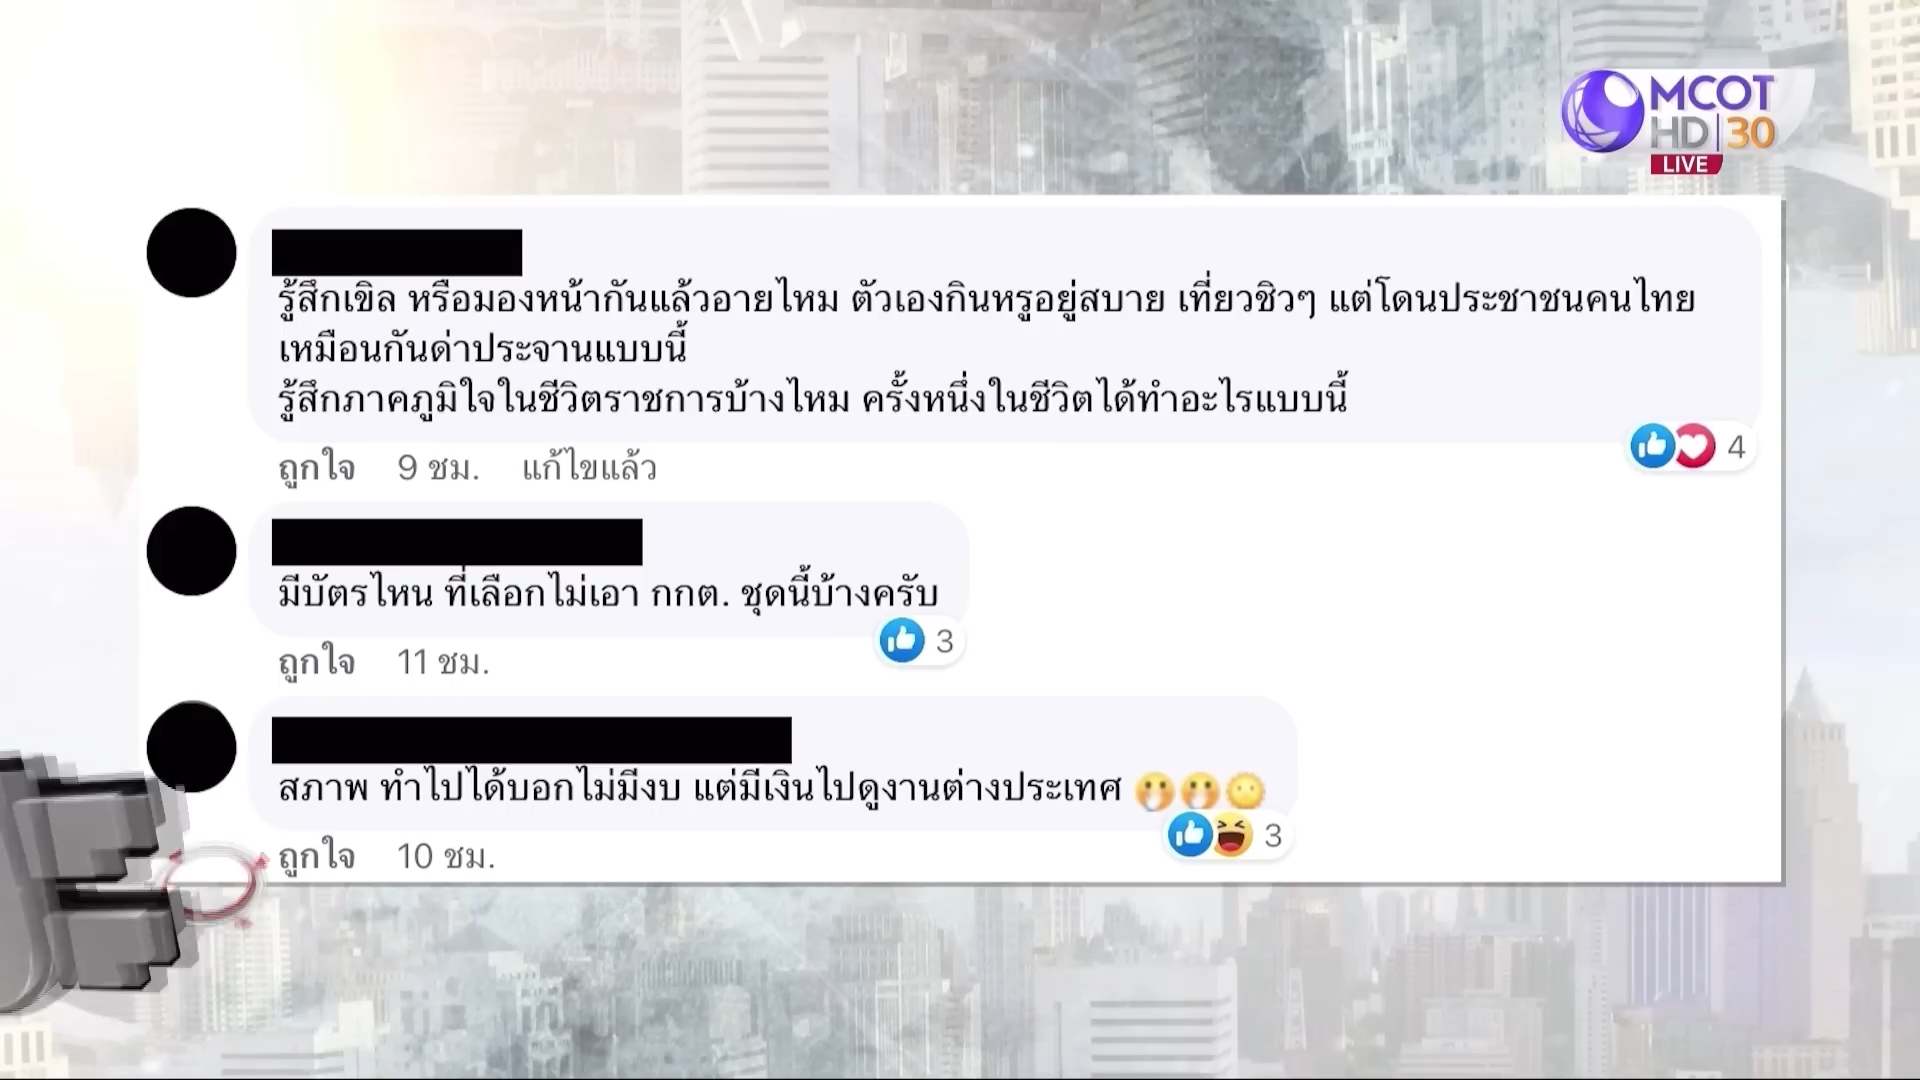 MCOT
HD 30
LIVE
รู้สึกเขิล หรือมองหน้ากันแล้วอายไหม ตัวเองกินหรูอยู่สบาย เที่ยวชิวๆ แต่โดนประชาชนคนไทย
เหมือนกันด่าประจานแบบนี้
รู้สึกภาคภูมิใจในชีวิตราชการบ้างไหม ครั้งหนึ่งในชีวิตได้ทำอะไรแบบนี้
4
ถูกใจ 9 ชม. แก้ไขแล้ว
มีบัตรไหน ที่เลือกไม่เอา กกต. ชุดนี้บ้างครับ
3
ถูกใจ 11 ชม.
สภาพ ทำไปได้บอกไม่มีงบ แต่มีเงินไปดูงานต่างประเทศ 🫢🫢🌝
3
ถูกใจ 10 ชม.